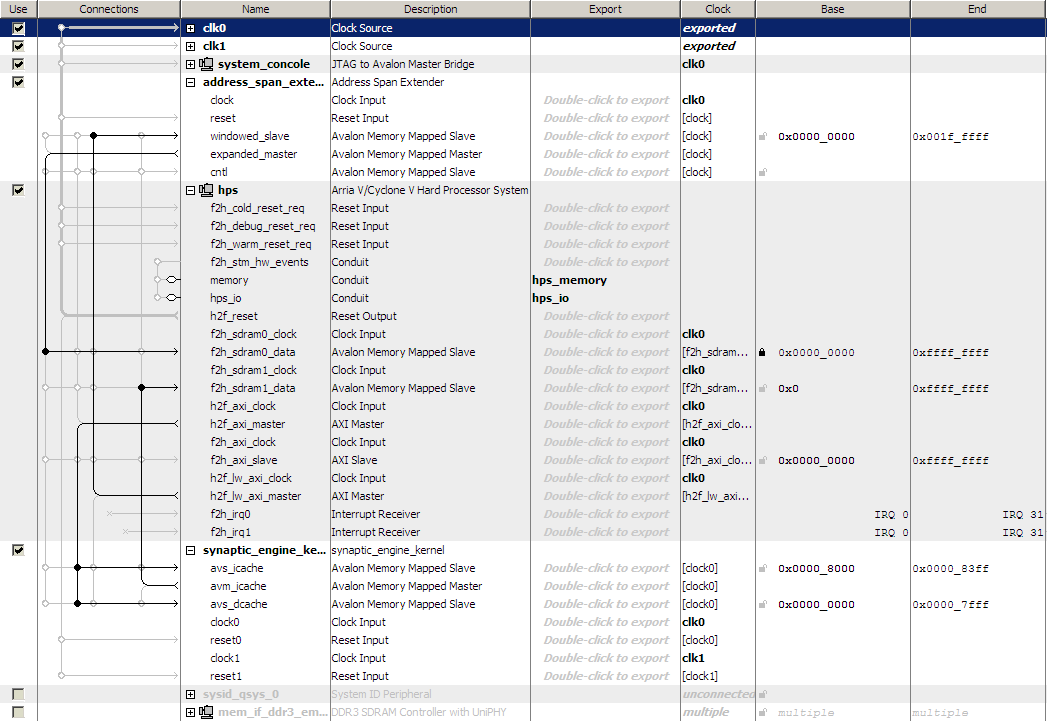 Use Connections Name Description Export Clock Base End
clk0 Clock Source exported
clk1 Clock Source exported
system_concole JTAG to Avalon Master Bridge clk0
address_span_exte... Address Span Extender
clock Clock Input Double-click to export clk0
reset Reset Input Double-click to export [clock]
windowed_slave Avalon Memory Mapped Slave Double-click to export [clock] 0x0000_0000 0x001f_ffff
expanded_master Avalon Memory Mapped Master Double-click to export [clock]
cntl Avalon Memory Mapped Slave Double-click to export [clock]
hps Arria V/Cyclone V Hard Processor System
f2h_cold_reset_req Reset Input Double-click to export
f2h_debug_reset_req Reset Input Double-click to export
f2h_warm_reset_req Reset Input Double-click to export
f2h_stm_hw_events Conduit Double-click to export
memory Conduit hps_memory
hps_io Conduit hps_io
h2f_reset Reset Output Double-click to export
f2h_sdram0_clock Clock Input Double-click to export clk0
f2h_sdram0_data Avalon Memory Mapped Slave Double-click to export [f2h_sdram... 0x0000_0000 0xffff_ffff
f2h_sdram1_clock Clock Input Double-click to export clk0
f2h_sdram1_data Avalon Memory Mapped Slave Double-click to export [f2h_sdram... 0x0 0xffff_ffff
h2f_axi_clock Clock Input Double-click to export clk0
h2f_axi_master AXI Master Double-click to export [h2f_axi_clo...
f2h_axi_clock Clock Input Double-click to export clk0
f2h_axi_slave AXI Slave Double-click to export [f2h_axi_clo... 0x0000_0000 0xffff_ffff
h2f_lw_axi_clock Clock Input Double-click to export clk0
h2f_lw_axi_master AXI Master Double-click to export [h2f_lw_axi...
f2h_irq0 Interrupt Receiver Double-click to export IRQ 0 IRQ 31
f2h_irq1 Interrupt Receiver Double-click to export IRQ 0 IRQ 31
synaptic_engine_ke... synaptic_engine_kernel
avs_icache Avalon Memory Mapped Slave Double-click to export [clock0] 0x0000_8000 0x0000_83ff
avm_icache Avalon Memory Mapped Master Double-click to export [clock0]
avs_dcache Avalon Memory Mapped Slave Double-click to export [clock0] 0x0000_0000 0x0000_7fff
clock0 Clock Input Double-click to export clk0
reset0 Reset Input Double-click to export [clock0]
clock1 Clock Input Double-click to export clk1
reset1 Reset Input Double-click to export [clock1]
sysid_qsys_0 System ID Peripheral unconnected
mem_if_ddr3_em... DDR3 SDRAM Controller with UniPHY multiple multiple multiple